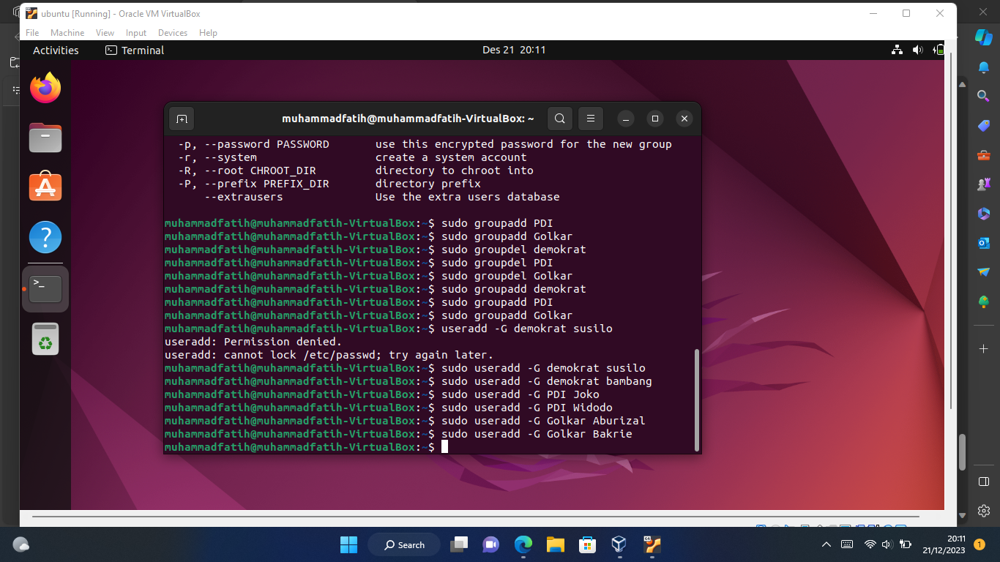 ubuntu [Running] - Oracle VM VirtualBox
File Machine View Input Devices Help
Activities Terminal Des 21 20:11
muhammadfatih@muhammadfatih-VirtualBox: ~
-p, --password PASSWORD use this encrypted password for the new group
-r, --system create a system account
-R, --root CHROOT_DIR directory to chroot into
-P, --prefix PREFIX_DIR directory prefix
--extrausers Use the extra users database
muhammadfatih@muhammadfatih-VirtualBox:~$ sudo groupadd PDI
muhammadfatih@muhammadfatih-VirtualBox:~$ sudo groupadd Golkar
muhammadfatih@muhammadfatih-VirtualBox:~$ sudo groupdel demokrat
muhammadfatih@muhammadfatih-VirtualBox:~$ sudo groupdel PDI
muhammadfatih@muhammadfatih-VirtualBox:~$ sudo groupdel Golkar
muhammadfatih@muhammadfatih-VirtualBox:~$ sudo groupadd demokrat
muhammadfatih@muhammadfatih-VirtualBox:~$ sudo groupadd PDI
muhammadfatih@muhammadfatih-VirtualBox:~$ sudo groupadd Golkar
muhammadfatih@muhammadfatih-VirtualBox:~$ useradd -G demokrat susilo
useradd: Permission denied.
useradd: cannot lock /etc/passwd; try again later.
muhammadfatih@muhammadfatih-VirtualBox:~$ sudo useradd -G demokrat susilo
muhammadfatih@muhammadfatih-VirtualBox:~$ sudo useradd -G demokrat bambang
muhammadfatih@muhammadfatih-VirtualBox:~$ sudo useradd -G PDI Joko
muhammadfatih@muhammadfatih-VirtualBox:~$ sudo useradd -G PDI Widodo
muhammadfatih@muhammadfatih-VirtualBox:~$ sudo useradd -G Golkar Aburizal
muhammadfatih@muhammadfatih-VirtualBox:~$ sudo useradd -G Golkar Bakrie
muhammadfatih@muhammadfatih-VirtualBox:~$
Search
20:11
21/12/2023
1